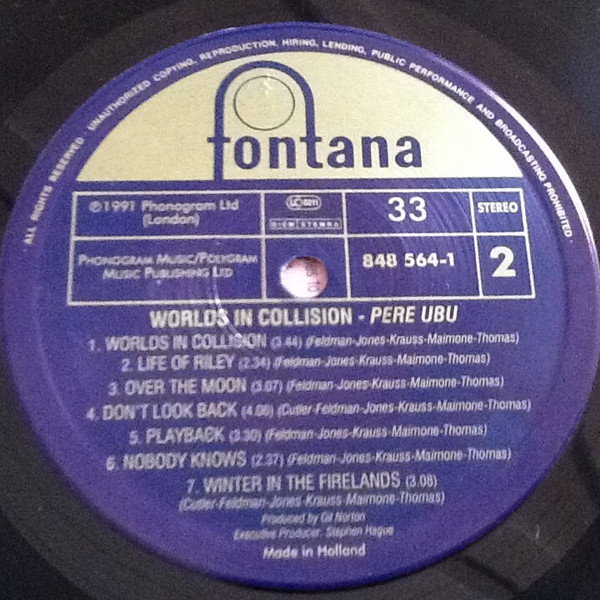 · ALL RIGHTS RESERVED · UNAUTHORIZED COPYING, REPRODUCTION, HIRING, LENDING, PUBLIC PERFORMANCE AND BROADCASTING PROHIBITED.
fontana
℗1991 Phonogram Ltd
(London)
LC 5211
BIEM STEMRA
33
STEREO
PHONOGRAM MUSIC/POLYGRAM
MUSIC PUBLISHING LTD
848 564-1
2
WORLDS IN COLLISION - PERE UBU
1. WORLDS IN COLLISION (3.44) (Feldman-Jones-Krauss-Maimone-Thomas)
2. LIFE OF RILEY (2.34) (Feldman-Jones-Krauss-Maimone-Thomas)
3. OVER THE MOON (3.07) (Feldman-Jones-Krauss-Maimone-Thomas)
4. DON'T LOOK BACK (4.06) (Cutler-Feldman-Jones-Krauss-Maimone-Thomas)
5. PLAYBACK (3.30) (Feldman-Jones-Krauss-Maimone-Thomas)
6. NOBODY KNOWS (2.37) (Feldman-Jones-Krauss-Maimone-Thomas)
7. WINTER IN THE FIRELANDS (3.08)
(Cutler-Feldman-Jones-Krauss-Maimone-Thomas)
Produced by Gil Norton
Executive Producer: Stephen Hague
Made in Holland